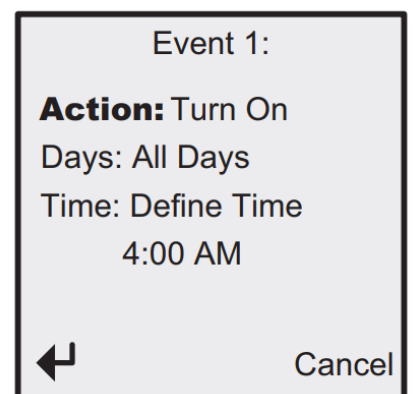 Event 1:
Action: Turn On
Days: All Days
Time: Define Time
4:00 AM
Cancel